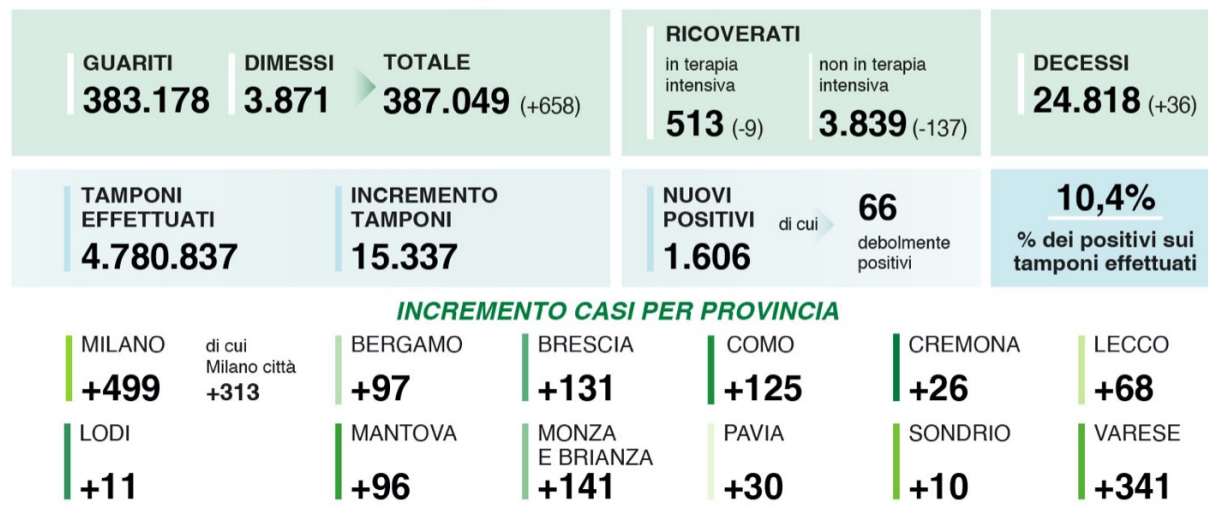 GUARITI
383.178
DIMESSI
3.871
TOTALE
387.049 (+658)
RICOVERATI
in terapia
intensiva
513 (-9)
non in terapia
intensiva
3.839 (-137)
DECESSI
24.818 (+36)
TAMPONI
EFFETTUATI
4.780.837
INCREMENTO
TAMPONI
15.337
NUOVI
POSITIVI
1.606
di cui
66
debolmente
positivi
10,4%
% dei positivi sui
tamponi effettuati
INCREMENTO CASI PER PROVINCIA
MILANO
+499
di cui
Milano città
+313
BERGAMO
+97
BRESCIA
+131
COMO
+125
CREMONA
+26
LECCO
+68
LODI
+11
MANTOVA
+96
MONZA
E BRIANZA
+141
PAVIA
+30
SONDRIO
+10
VARESE
+341